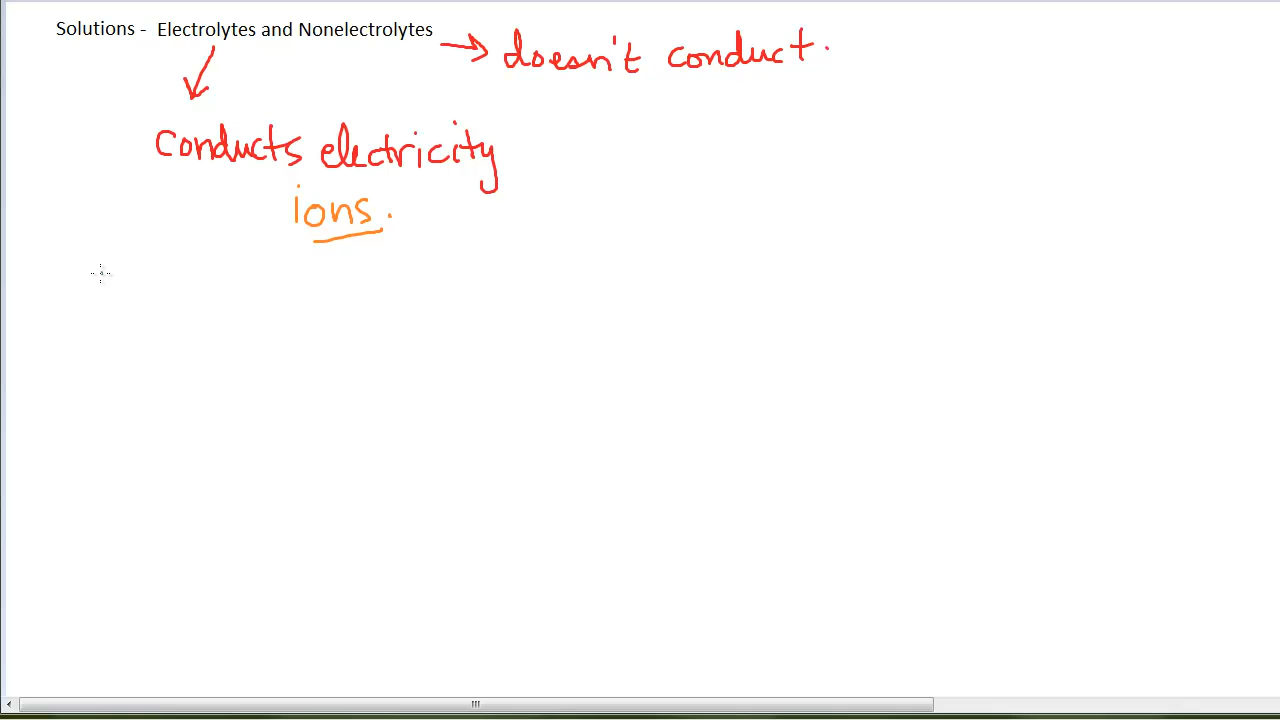 Solutions - Electrolytes and Nonelectrolytes
doesn't conduct.
Conducts electricity
ions.